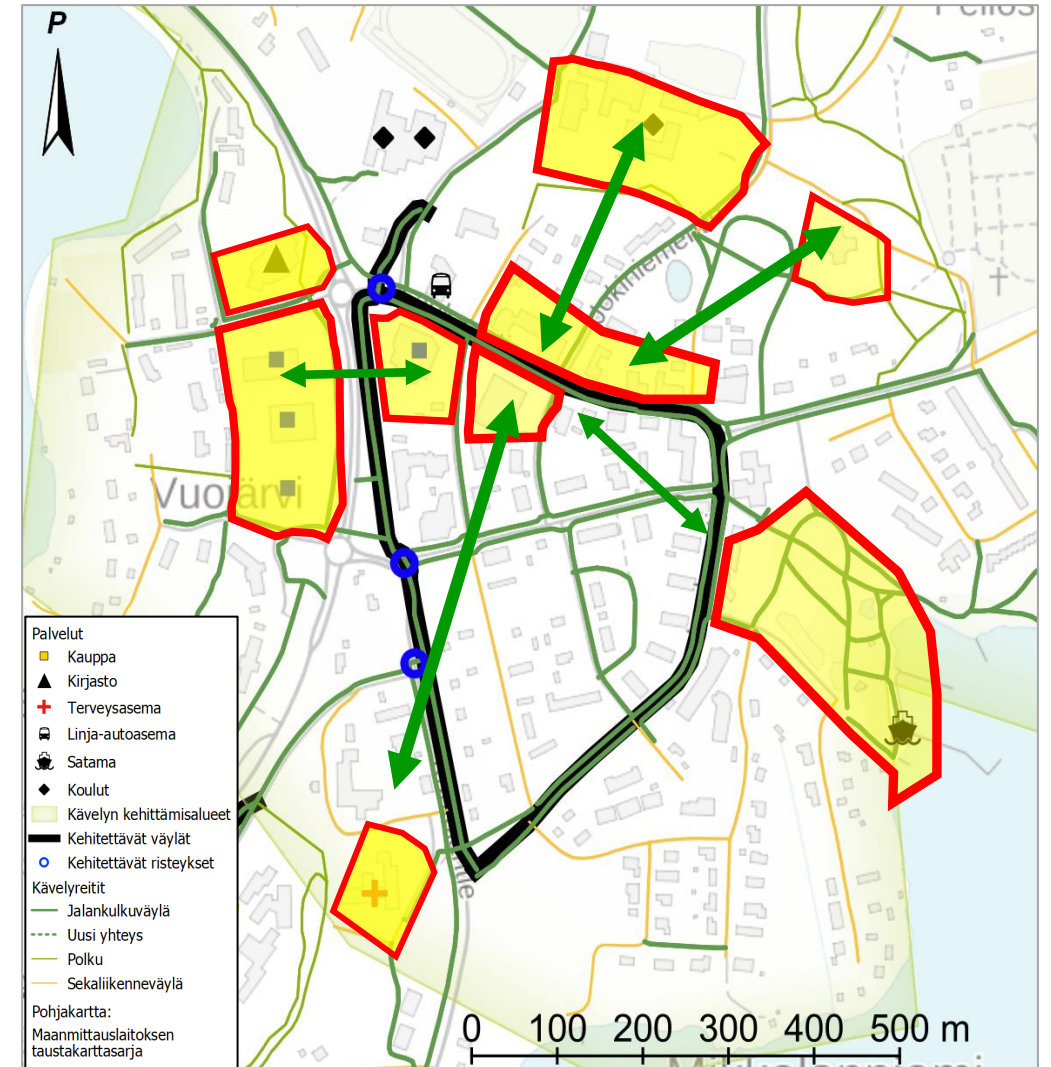 P
Pellos
Jokiniemen
Vuojärvi
Palvelut
Kauppa
Kirjasto
Terveysasema
Linja-autoasema
Satama
Koulut
Kävelyn kehittämisalueet
Kehitettävät väylät
Kehitettävät risteykset
Kävelyreitit
Jalankulkuväylä
Uusi yhteys
Polku
Sekaliikenneväylä
Pohjakartta:
Maanmittauslaitoksen
taustakarttasarja
0 100 200 300 400 500 m